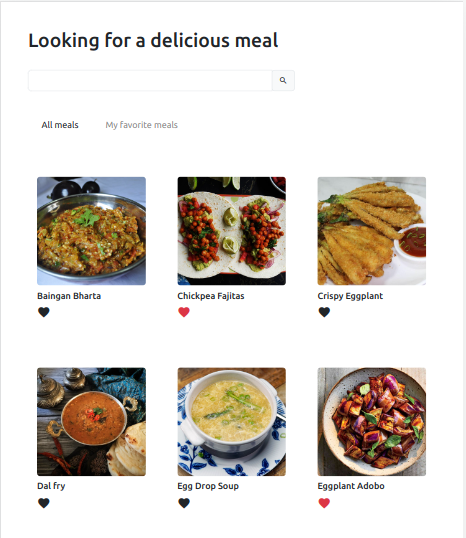 Looking for a delicious meal
All meals My favorite meals
Baingan Bharta Chickpea Fajitas Crispy Eggplant
Dal fry Egg Drop Soup Eggplant Adobo